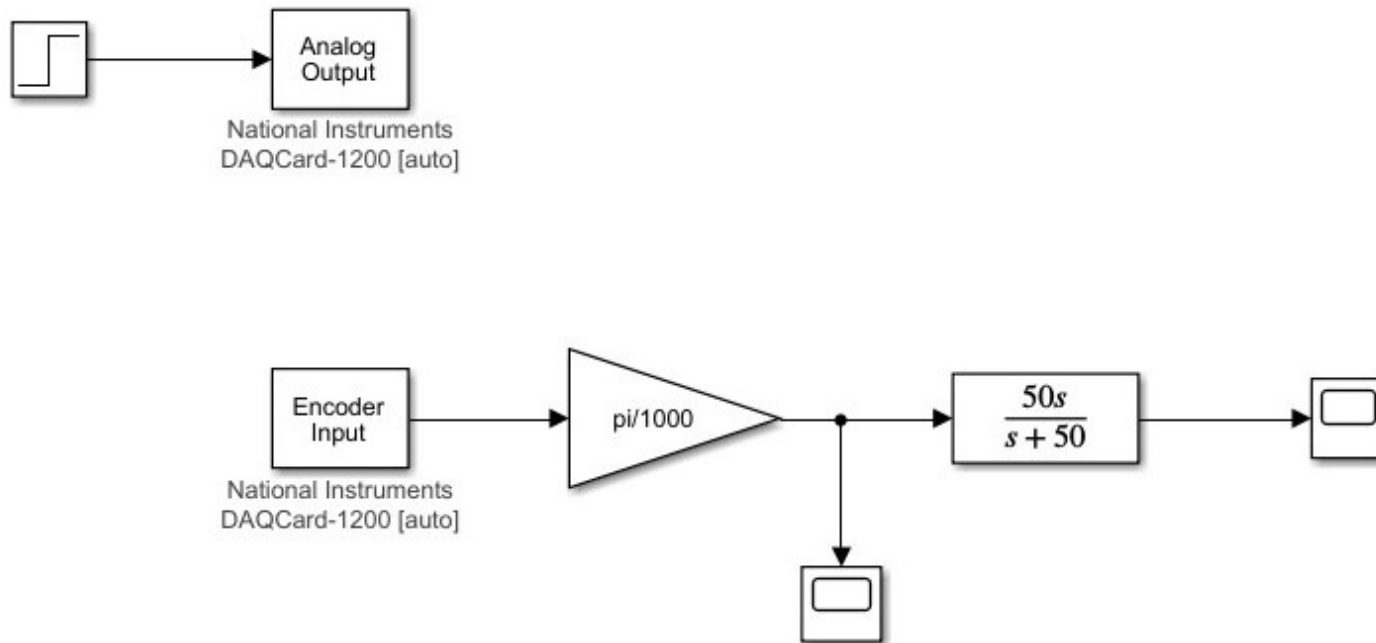 Analog
Output
National Instruments
DAQCard-1200 [auto]
Encoder
Input
National Instruments
DAQCard-1200 [auto]
pi/1000
50s
s + 50